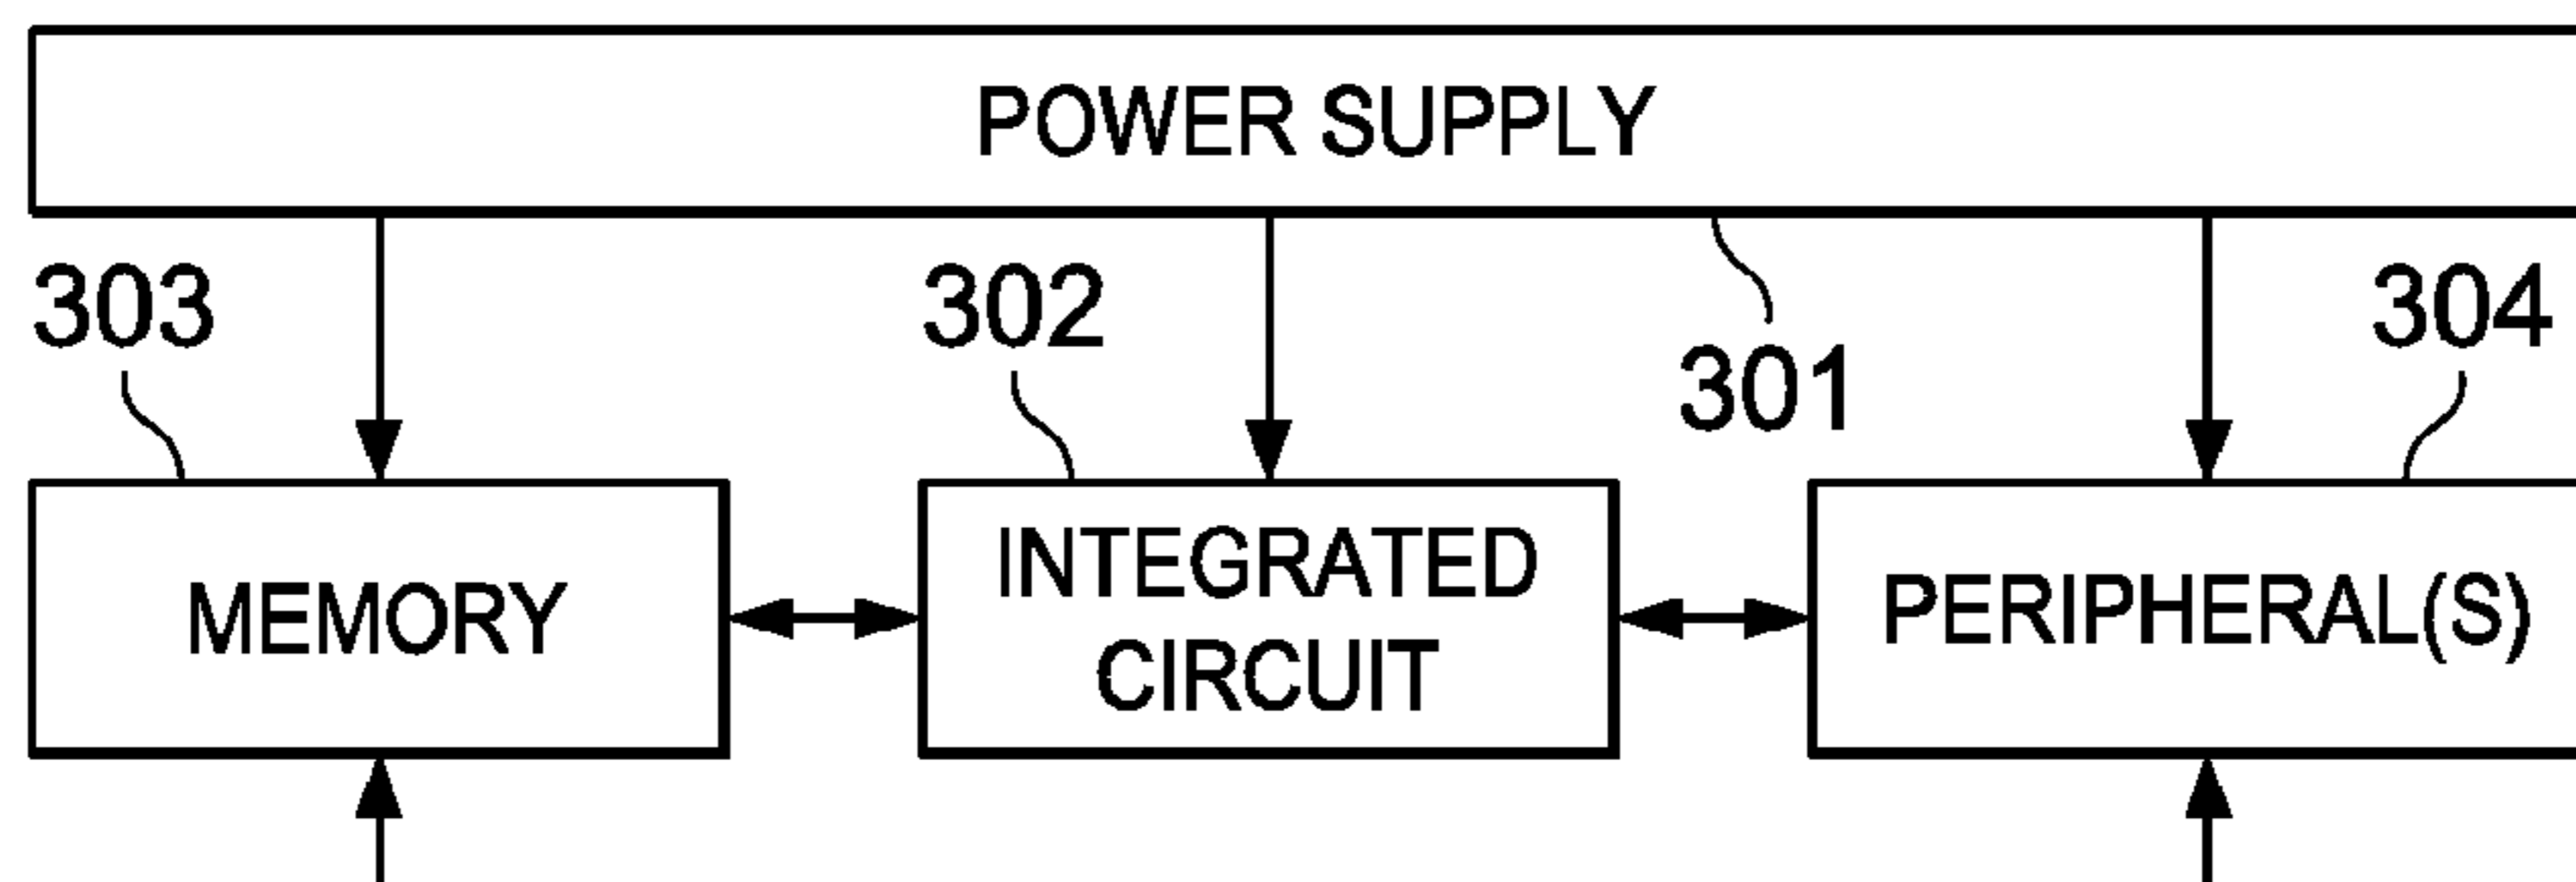 POWER SUPPLY
303
302
301
304
MEMORY
INTEGRATED
CIRCUIT
PERIPHERAL(S)